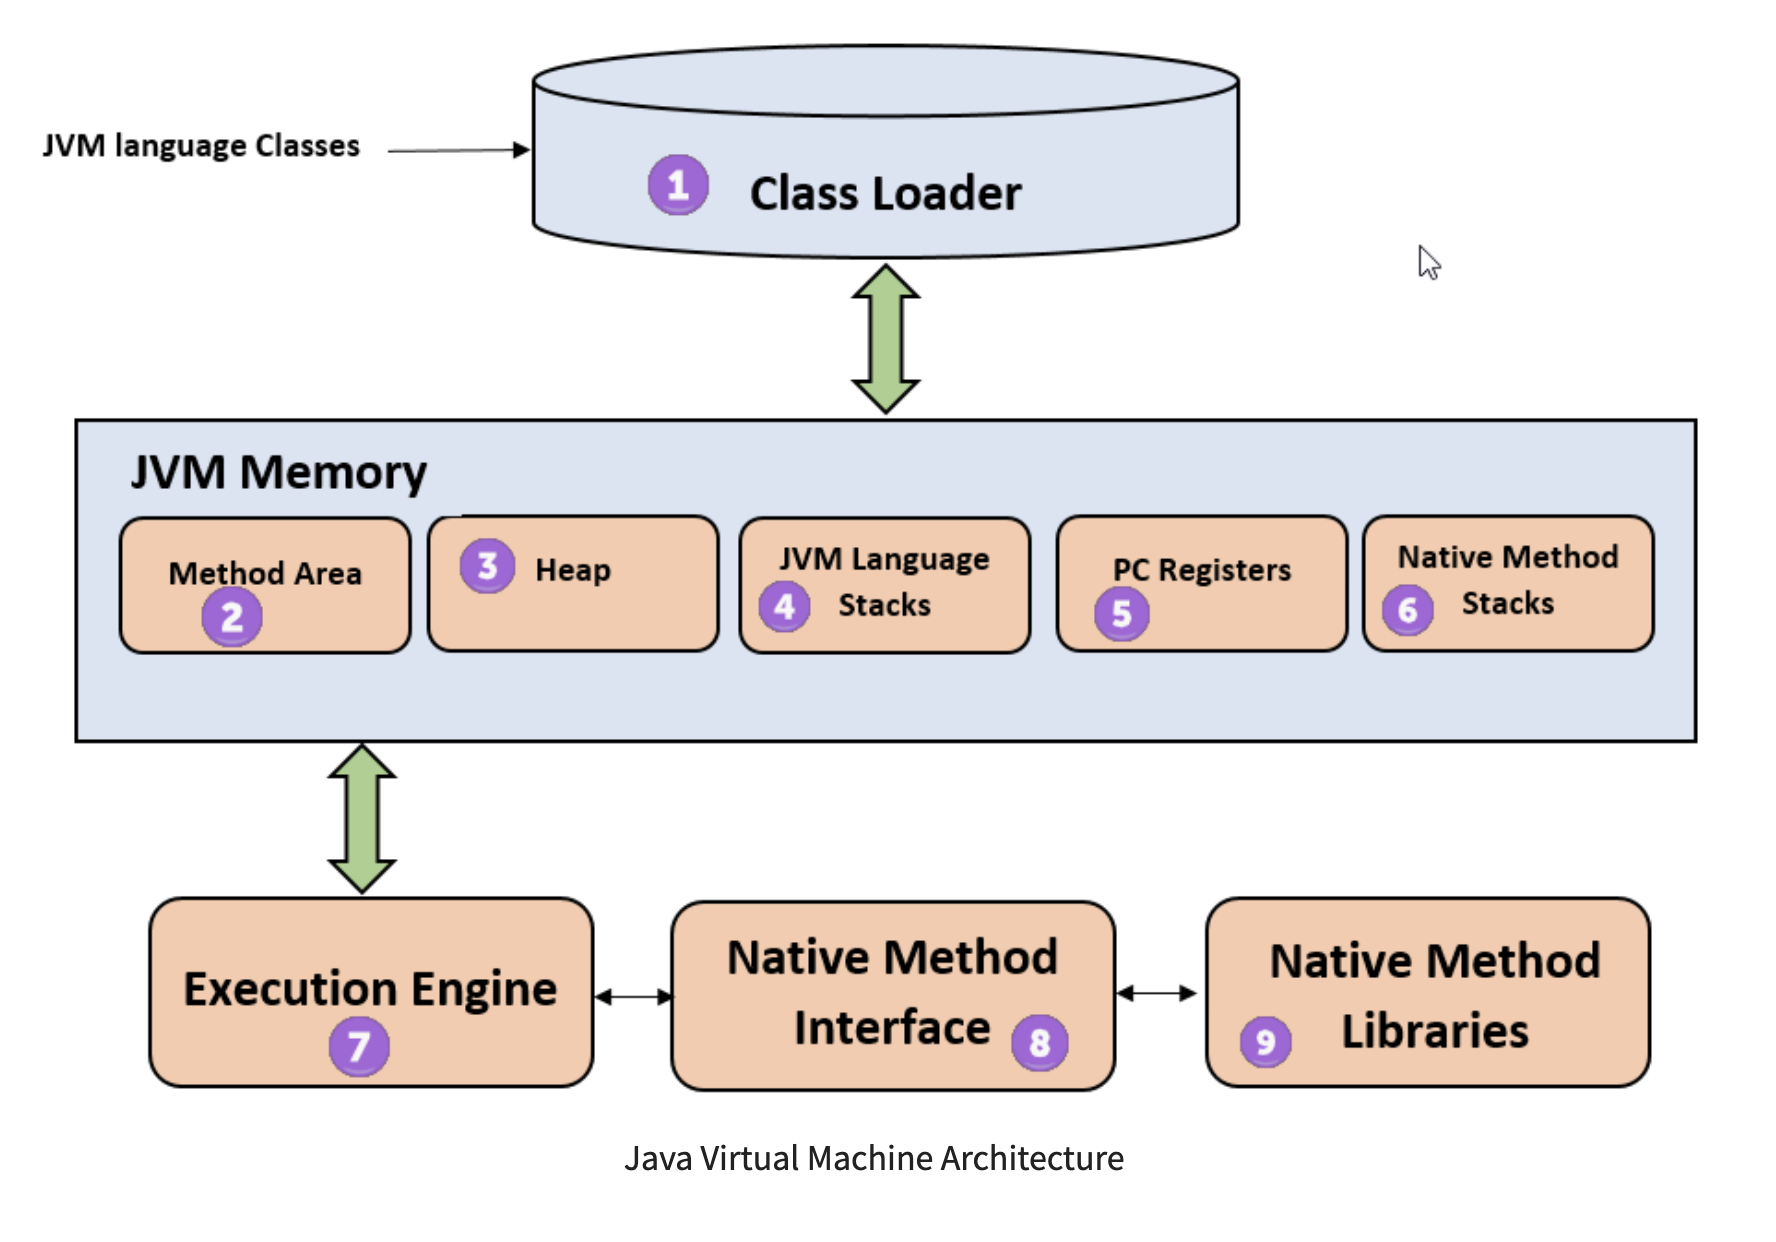 JVM language Classes
1 Class Loader
JVM Memory
Method Area
2
3 Heap
JVM Language
4 Stacks
PC Registers
5
Native Method
6 Stacks
Execution Engine
7
Native Method
Interface 8
Native Method
9 Libraries
Java Virtual Machine Architecture